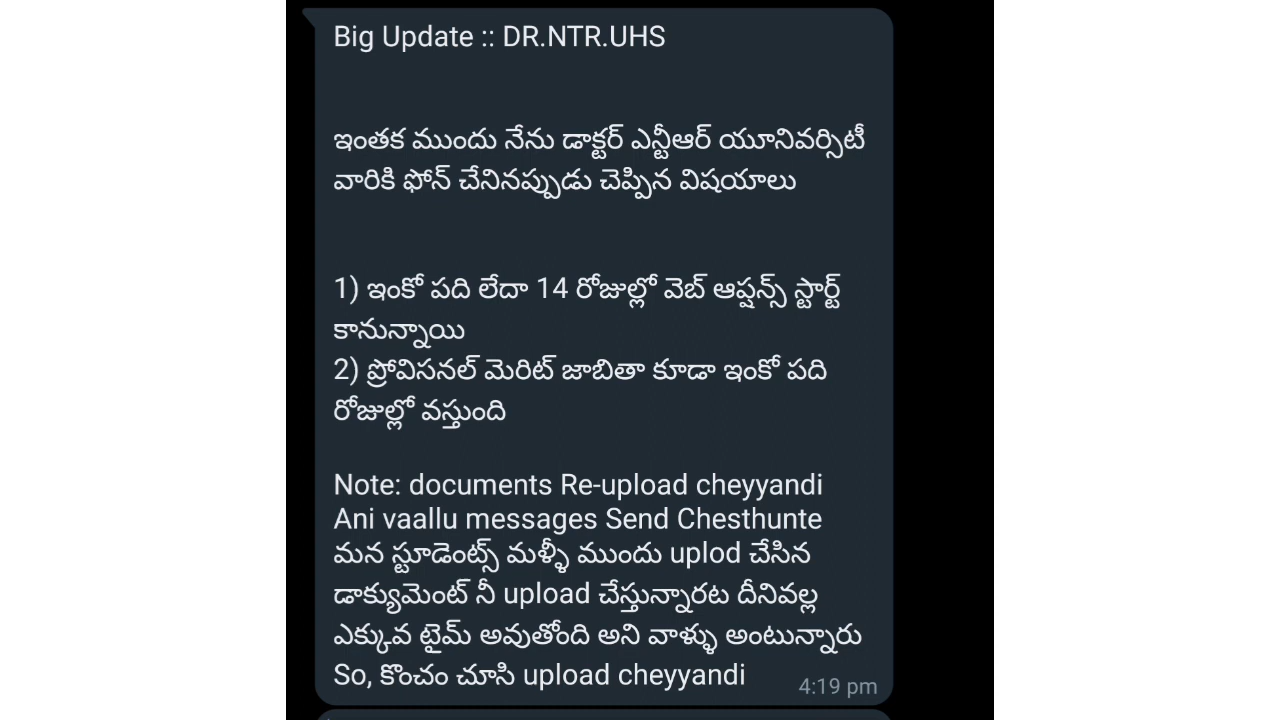 Big Update :: DR.NTR.UHS
ఇంతక ముందు నేను డాక్టర్ ఎన్టీఆర్ యూనివర్సిటీ
వారికి ఫోన్ చేనినప్పుడు చెప్పిన విషయాలు
1) ఇంకో పది లేదా 14 రోజుల్లో వెబ్ ఆప్షన్స్ స్టార్ట్
కానున్నాయి
2) ప్రోవిసనల్ మెరిట్ జాబితా కూడా ఇంకో పది
రోజుల్లో వస్తుంది
Note: documents Re-upload cheyyandi
Ani vaallu messages Send Chesthunte
మన స్టూడెంట్స్ మళ్ళీ ముందు uplod చేసిన
డాక్యుమెంట్ నీ upload చేస్తున్నారట దీనివల్ల
ఎక్కువ టైమ్ అవుతోంది అని వాళ్ళు అంటున్నారు
So, కొంచం చూసి upload cheyyandi
4:19 pm